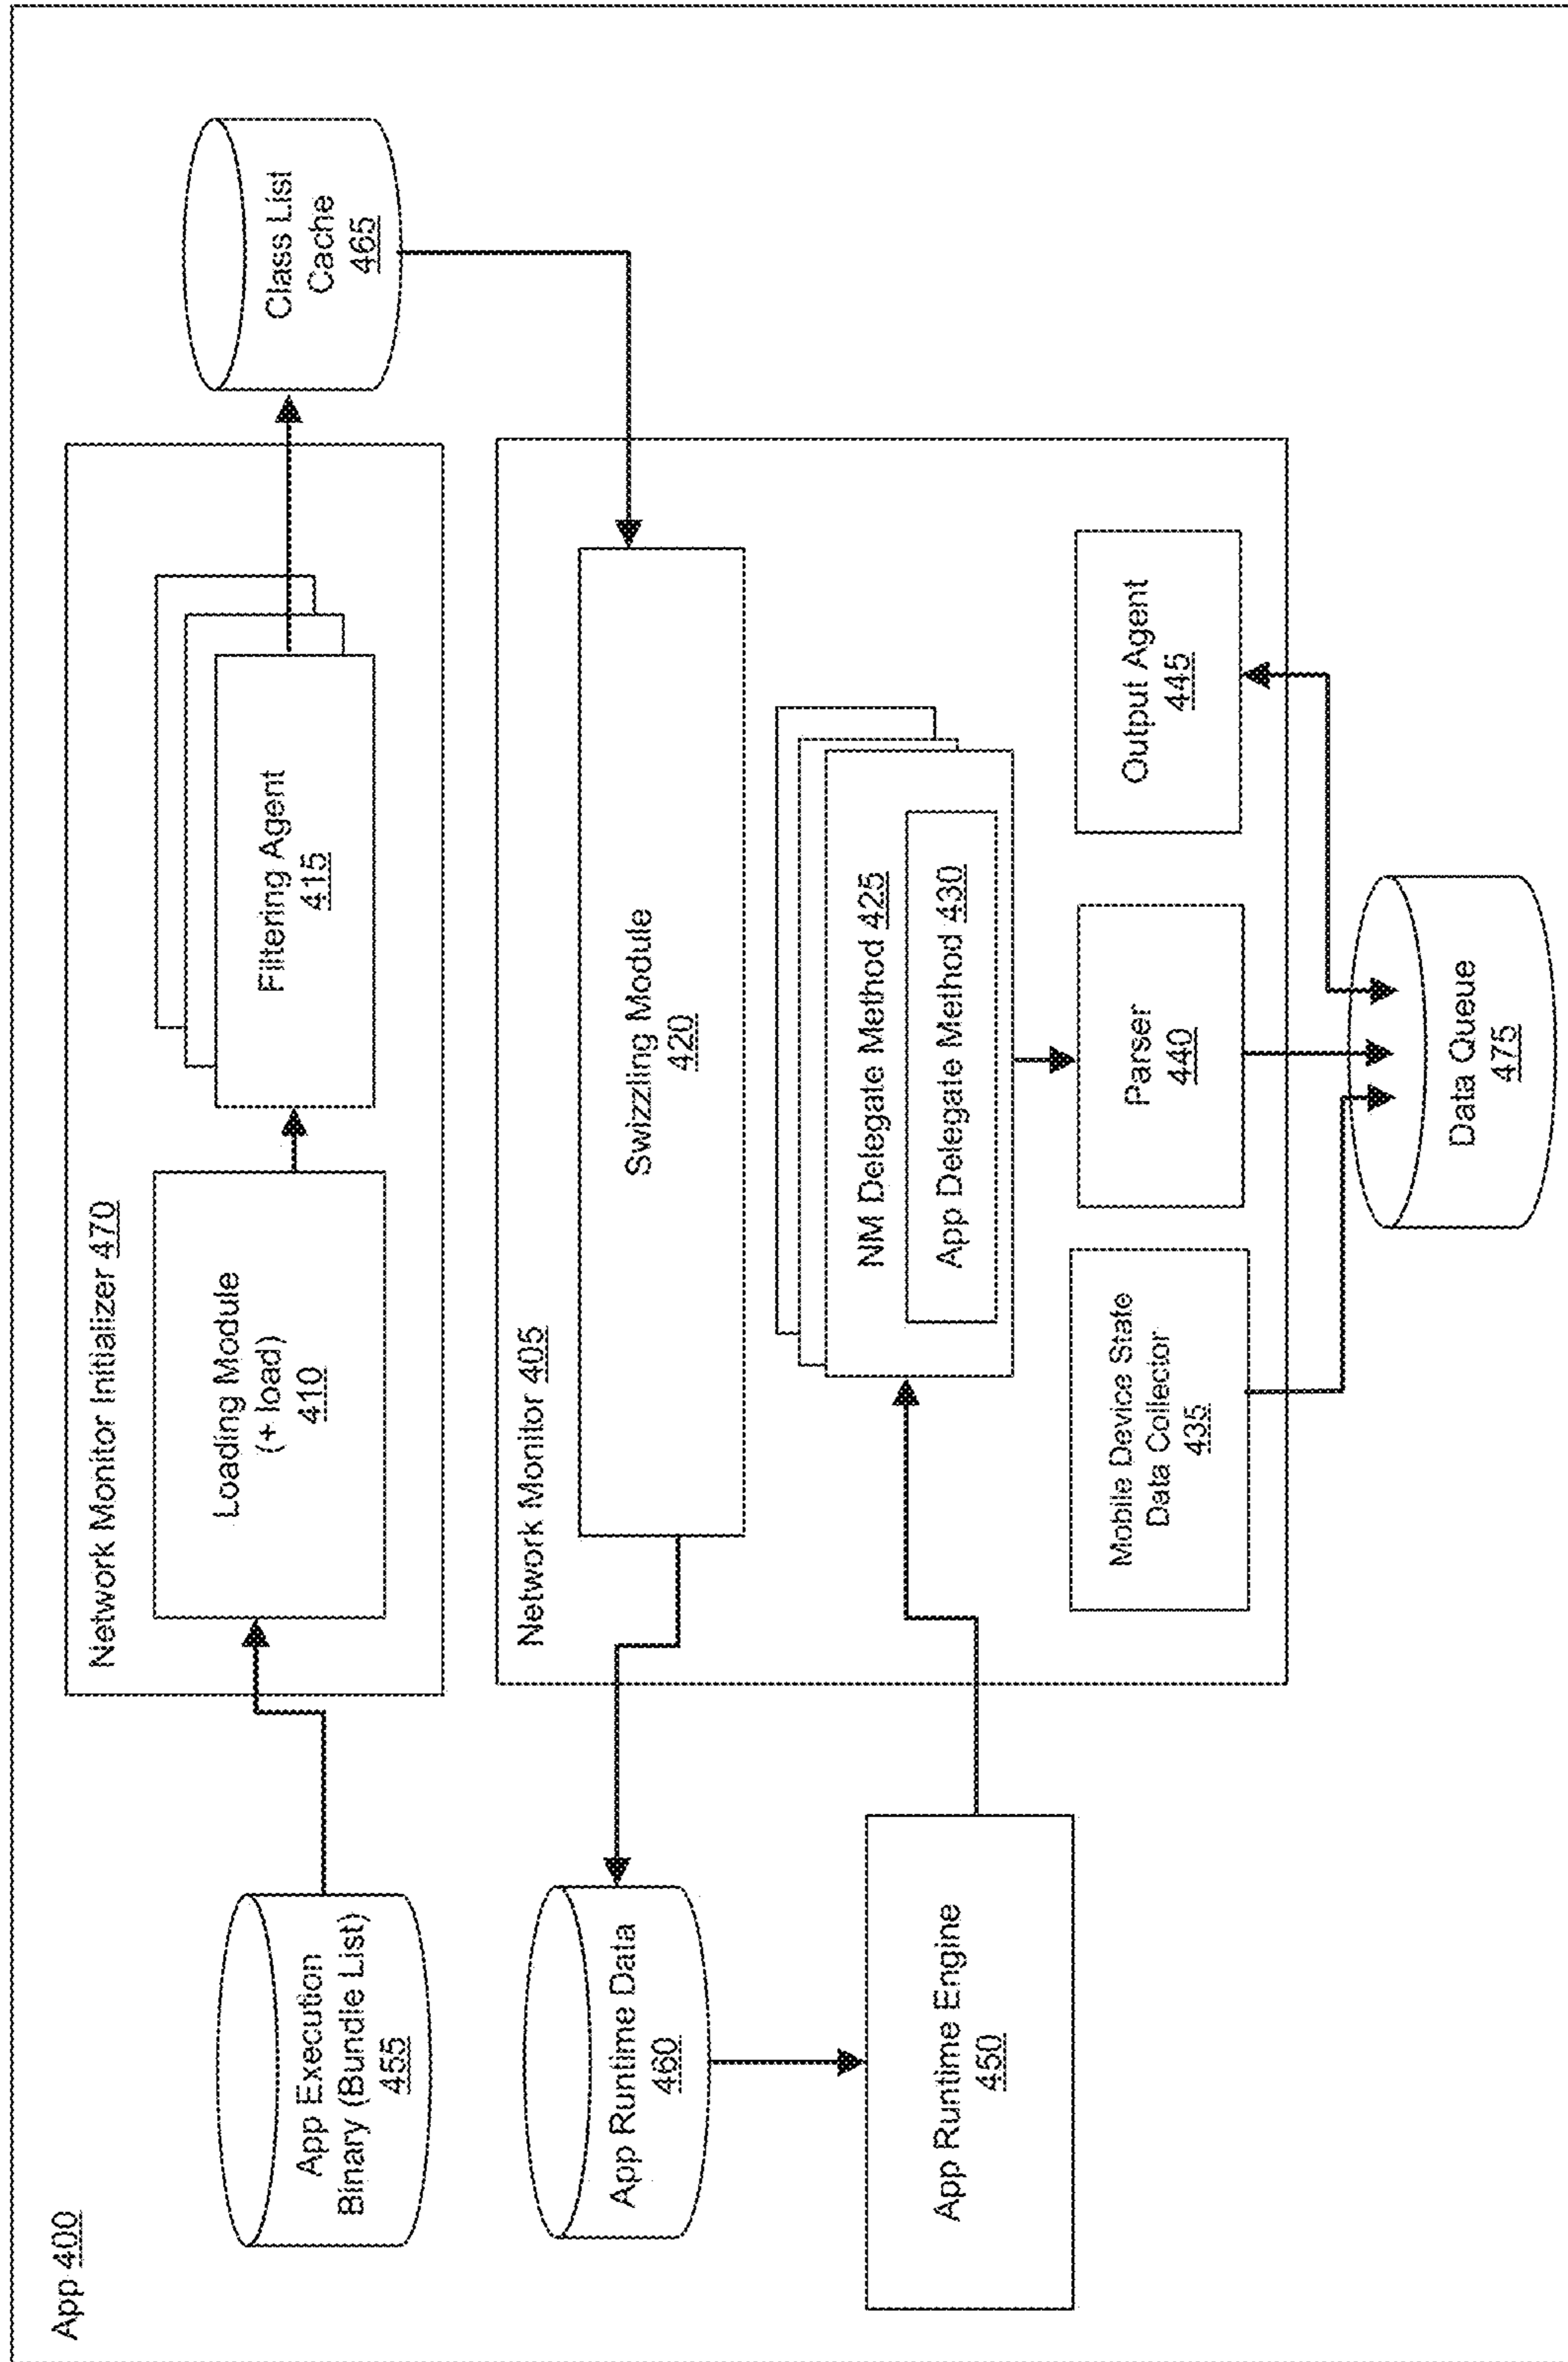 App 400
Network Monitor Initializer 470
App Execution
Binary (Bundle List)
455
Loading Module
(+ load)
410
Filtering Agent
415
Class List
Cache
465
Network Monitor 405
App Runtime Data
460
Swizzling Module
420
App Runtime Engine
450
NM Delegate Method 425
App Delegate Method 430
Mobile Device State
Data Collector
435
Parser
440
Output Agent
445
Data Queue
475